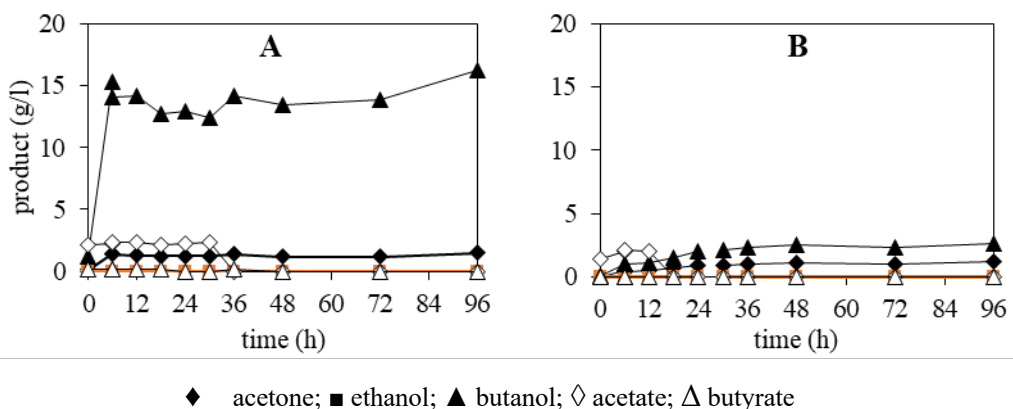 20
15
10
5
0
product (g/l)
A
0 12 24 36 48 60 72 84 96
time (h)
20
15
10
5
0
B
0 12 24 36 48 60 72 84 96
time (h)
♦ acetone; ■ ethanol; ▲ butanol; ◊ acetate; Δ butyrate